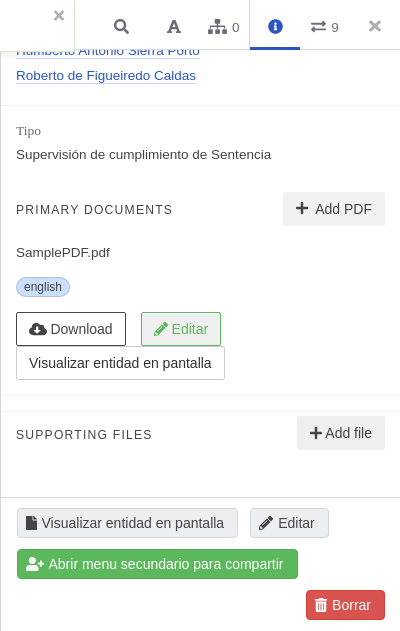 0
9
Humberto Antonio Sierra Porto
Roberto de Figueiredo Caldas
Tipo
Supervisión de cumplimiento de Sentencia
PRIMARY DOCUMENTS
Add PDF
SamplePDF.pdf
english
Download
Editar
Visualizar entidad en pantalla
SUPPORTING FILES
Add file
Visualizar entidad en pantalla
Editar
Abrir menu secundario para compartir
Borrar